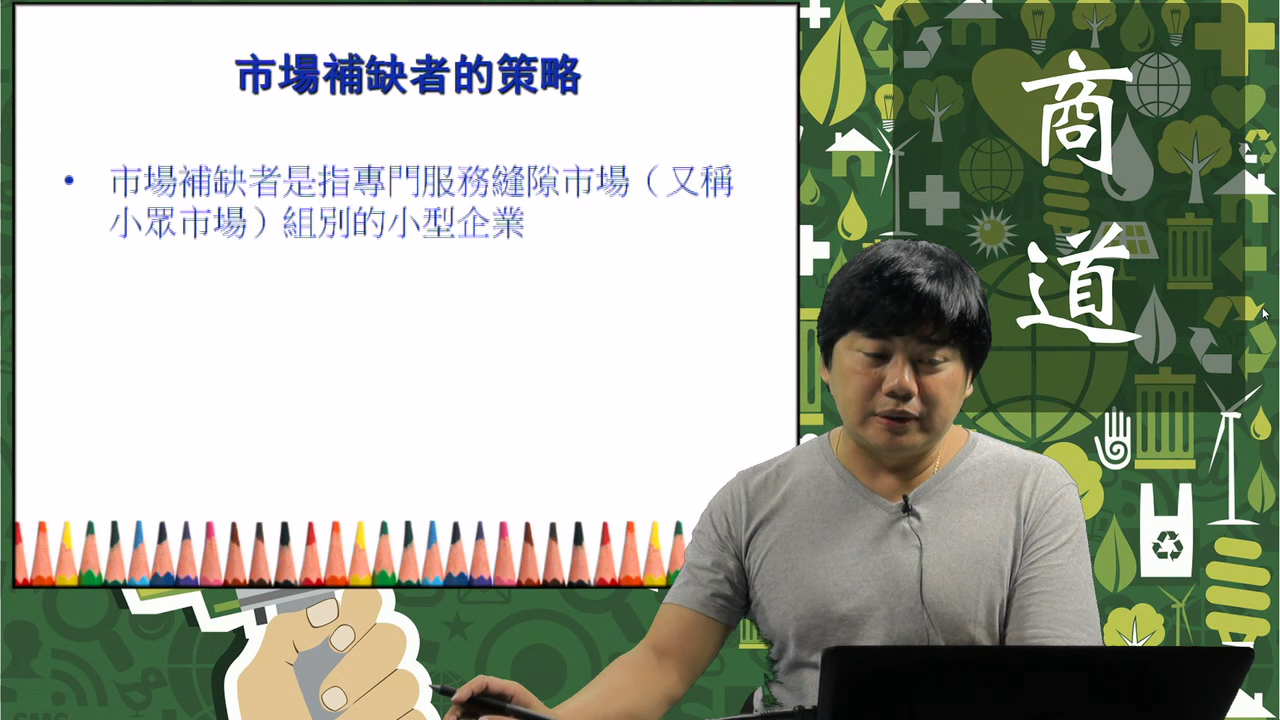 市場補缺者的策略
• 市場補缺者是指專門服務縫隙市場（又稱
小眾市場）組別的小型企業
商
道